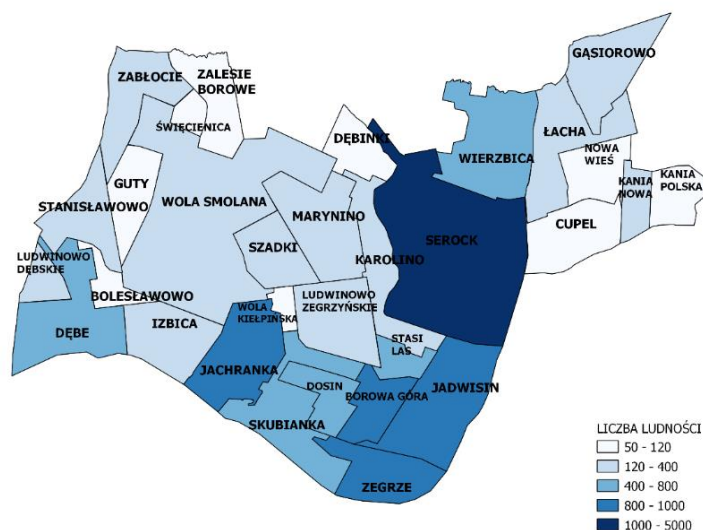 GĄSIOROWO
ZABŁOCIE
ZALESIE
BOROWE
ŚWIĘCIENICA
DĘBINKI
ŁACHA
WIERZBICA
NOWA
WIEŚ
KANIA
NOWA
KANIA
POLSKA
GUTY
STANISŁAWOWO
WOLA SMOLANA
MARYNINO
CUPEL
SZADKI
KAROLINO
SEROCK
LUDWINOWO
DĘBSKIE
BOLESŁAWOWO
WOLA
KIEŁPIŃSKA
LUDWINOWO
ZEGRZYŃSKIE
DĘBE
IZBICA
STASI
LAS
JACHRANKA
JADWISIN
DOSIN
BOROWA GÓRA
SKUBIANKA
ZEGRZE
LICZBA LUDNOŚCI
50 - 120
120 - 400
400 - 800
800 - 1000
1000 - 5000